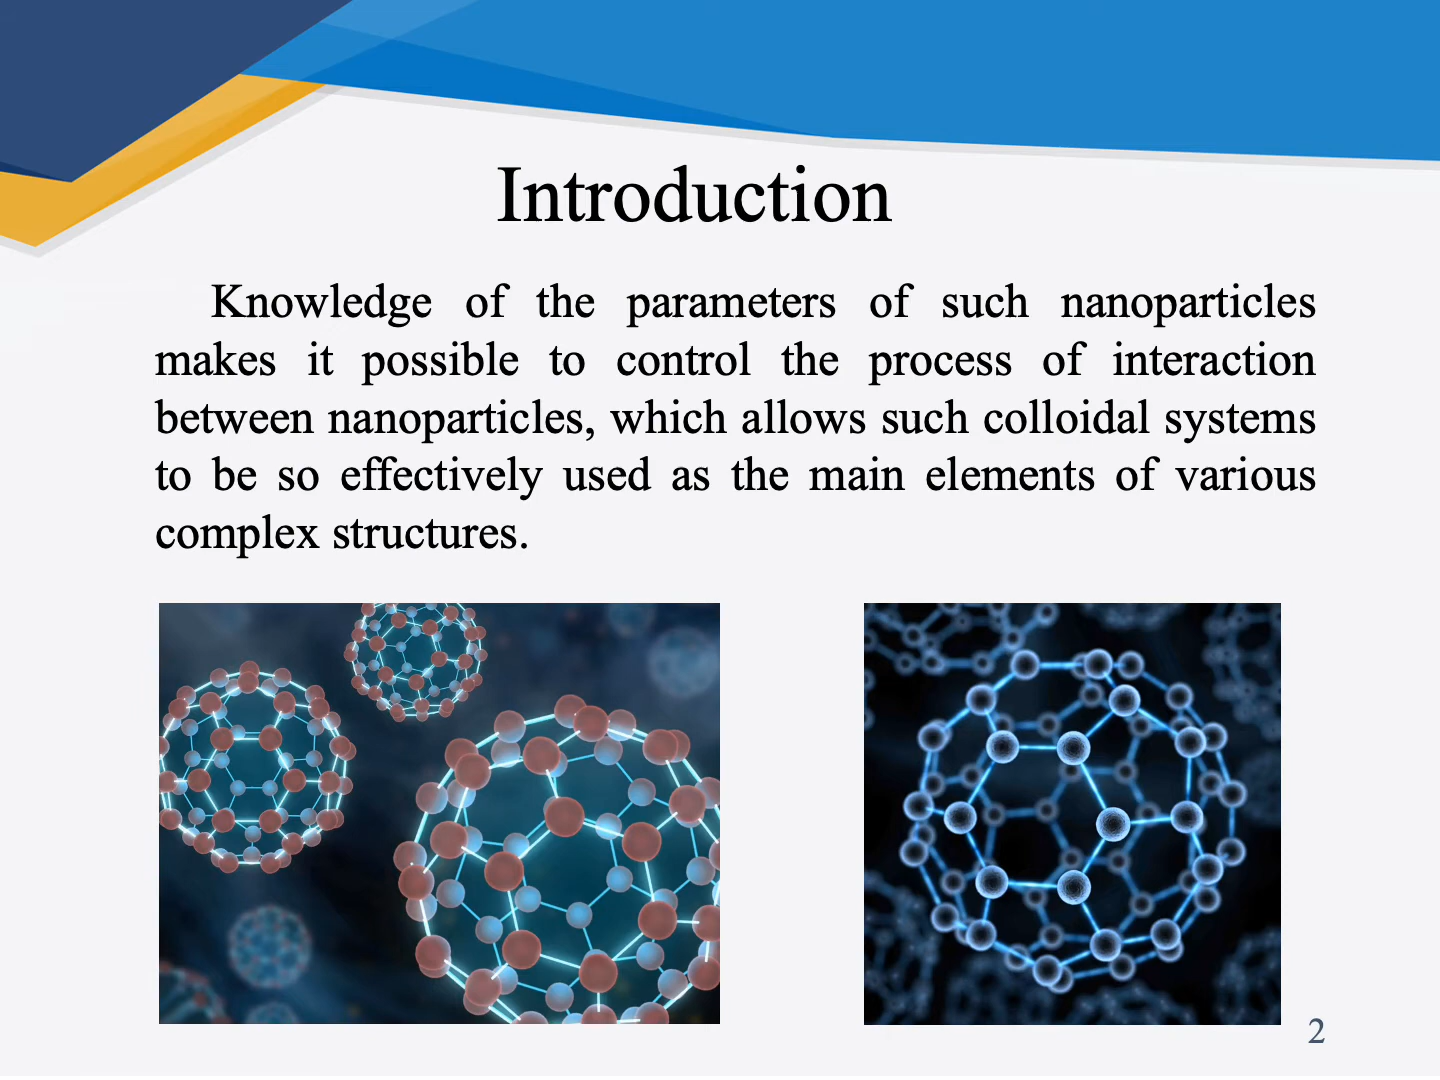 Introduction
Knowledge of the parameters of such nanoparticles
makes it possible to control the process of interaction
between nanoparticles, which allows such colloidal systems
to be so effectively used as the main elements of various
complex structures.
2